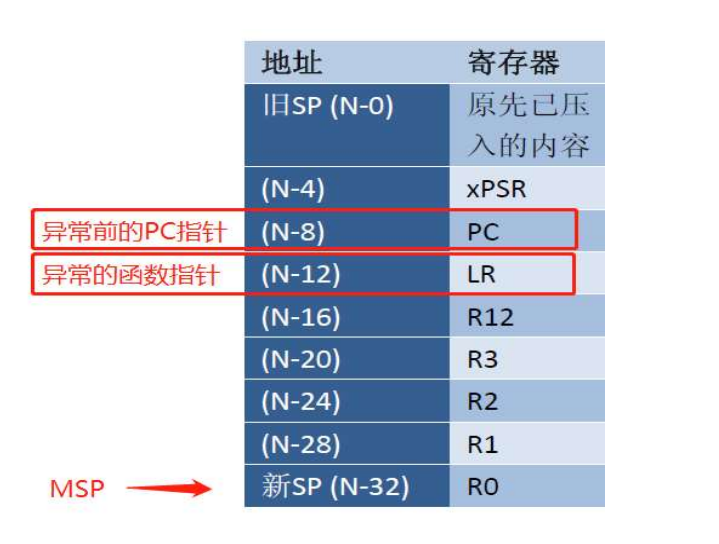 地址 寄存器
旧SP (N-0) 原先已压
入的内容
(N-4) xPSR
异常前的PC指针 (N-8) PC
异常的函数指针 (N-12) LR
(N-16) R12
(N-20) R3
(N-24) R2
(N-28) R1
MSP 新SP (N-32) R0